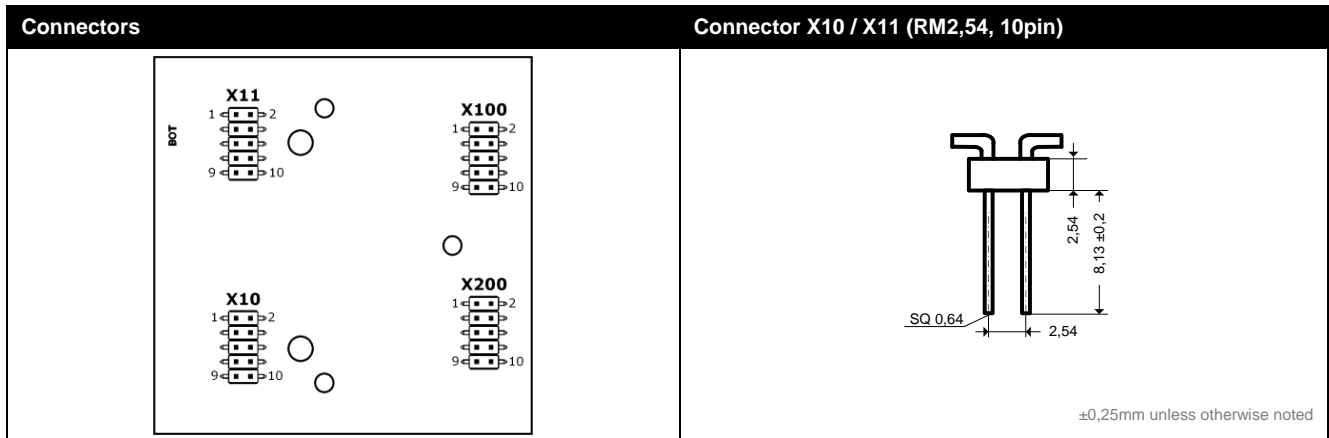 Connectors
Connector X10 / X11 (RM2,54, 10pin)
X11
1 2
BOT
9 10
X100
1 2
9 10
X10
1 2
9 10
X200
1 2
9 10
2,54
8,13 ±0,2
SQ 0,64
2,54
±0,25mm unless otherwise noted